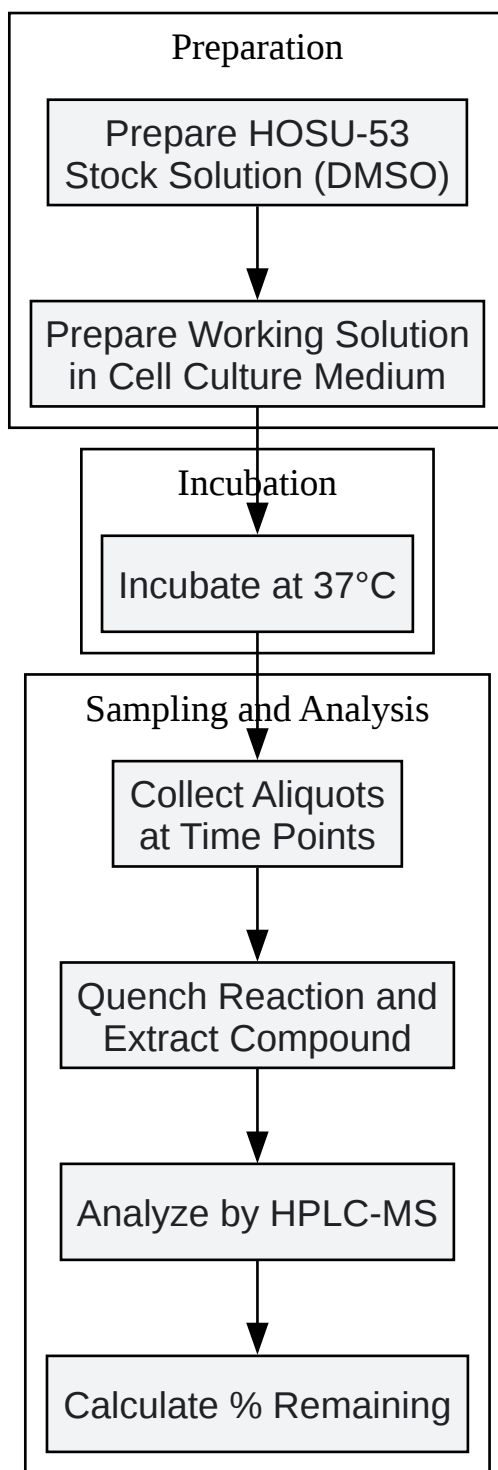 Preparation
Prepare HOSU-53
Stock Solution (DMSO)
Prepare Working Solution
in Cell Culture Medium
Incubation
Incubate at 37°C
Sampling and Analysis
Collect Aliquots
at Time Points
Quench Reaction and
Extract Compound
Analyze by HPLC-MS
Calculate % Remaining